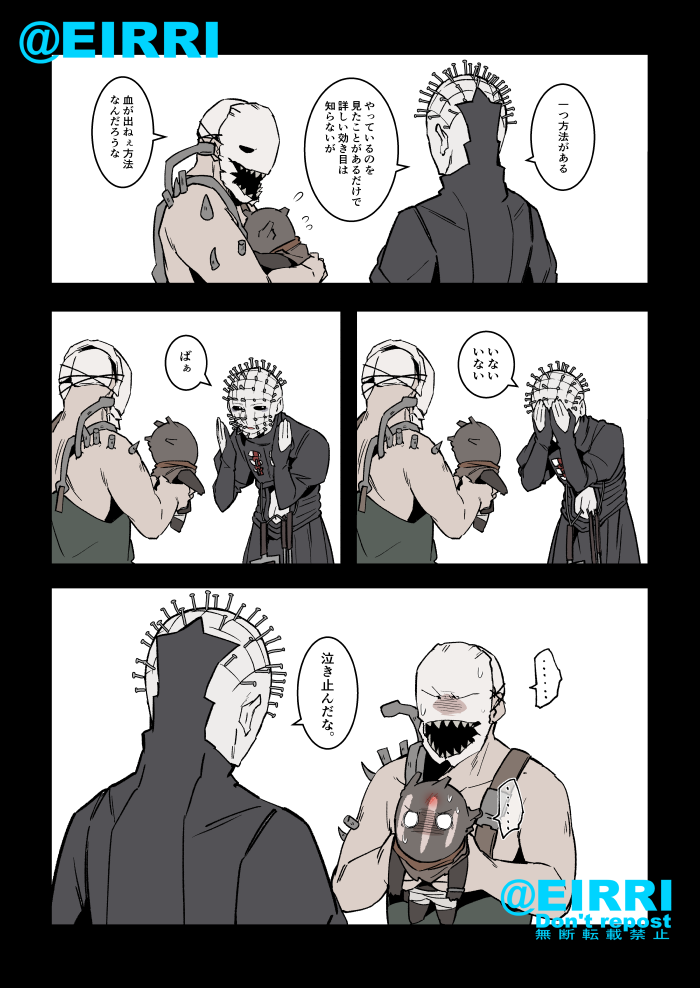 @EIRRI
一つ方法がある
やっているのを
見たことがあるだけで
詳しい効き目は
知らないが
血が出ねぇ方法
なんだろうな
いない
いない
ばぁ
泣き止んだな。
……
……
@EIRRI
Don't repost
無断転載禁止